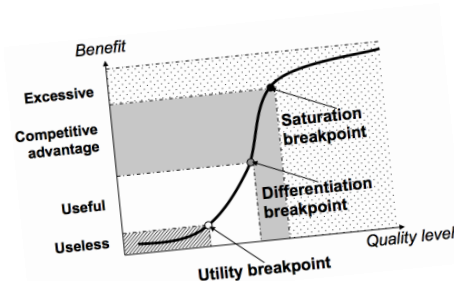 Benefit
Excessive
Competitive
advantage
Useful
Useless
Saturation
breakpoint
Differentiation
breakpoint
Utility breakpoint
Quality level